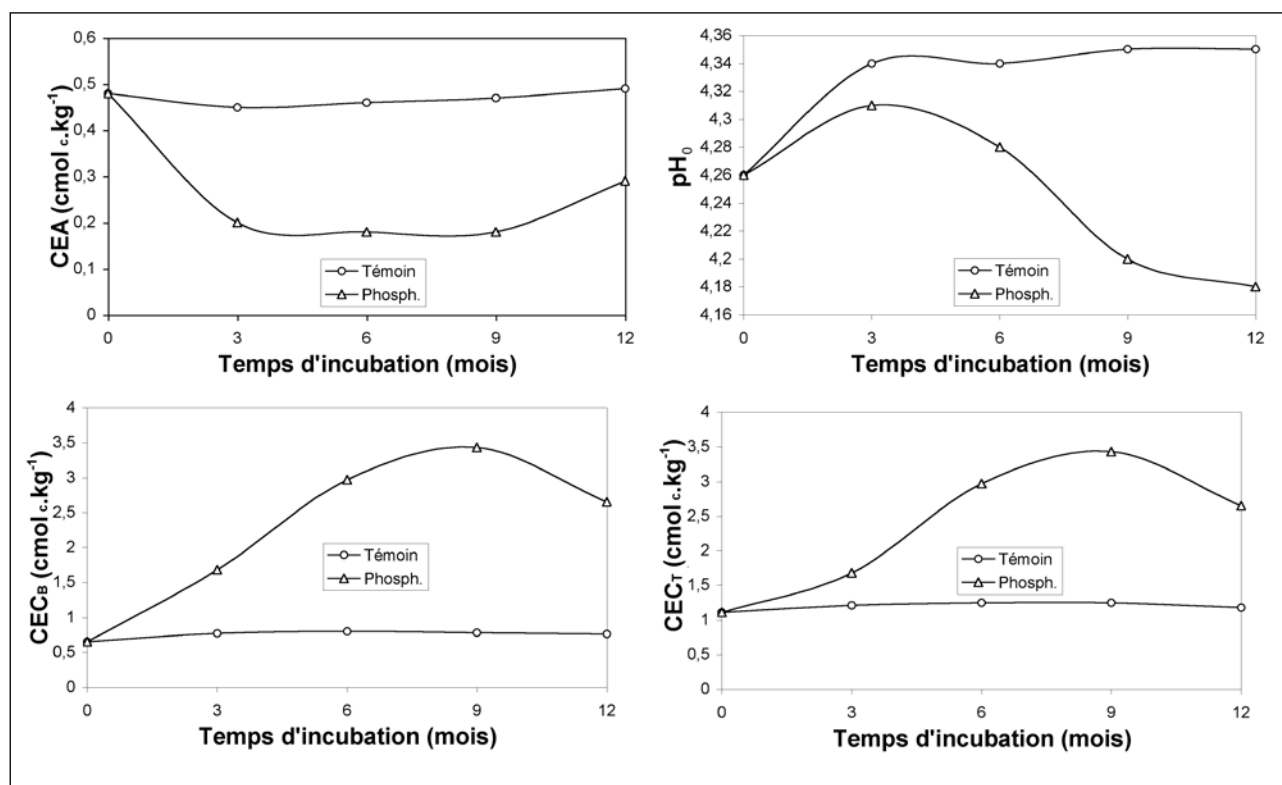 CEA (cmol c.kg-1)
0,6
0,5
0,4
0,3
0,2
0,1
0
Témoin
Phosph.
0 3 6 9 12
Temps d'incubation (mois)
pH0
4,36
4,34
4,32
4,3
4,28
4,26
4,24
4,22
4,2
4,18
4,16
Témoin
Phosph.
0 3 6 9 12
Temps d'incubation (mois)
CECB (cmol c.kg-1)
4
3,5
3
2,5
2
1,5
1
0,5
0
Témoin
Phosph.
0 3 6 9 12
Temps d'incubation (mois)
CECT (cmol c.kg-1)
4
3,5
3
2,5
2
1,5
1
0,5
0
Témoin
Phosph.
0 3 6 9 12
Temps d'incubation (mois)